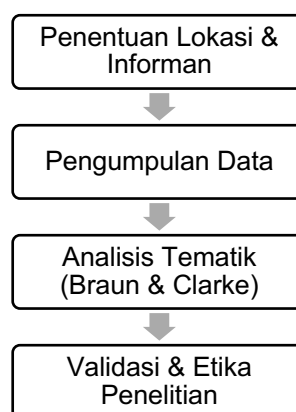 Penentuan Lokasi &
Informan
Pengumpulan Data
Analisis Tematik
(Braun & Clarke)
Validasi & Etika
Penelitian